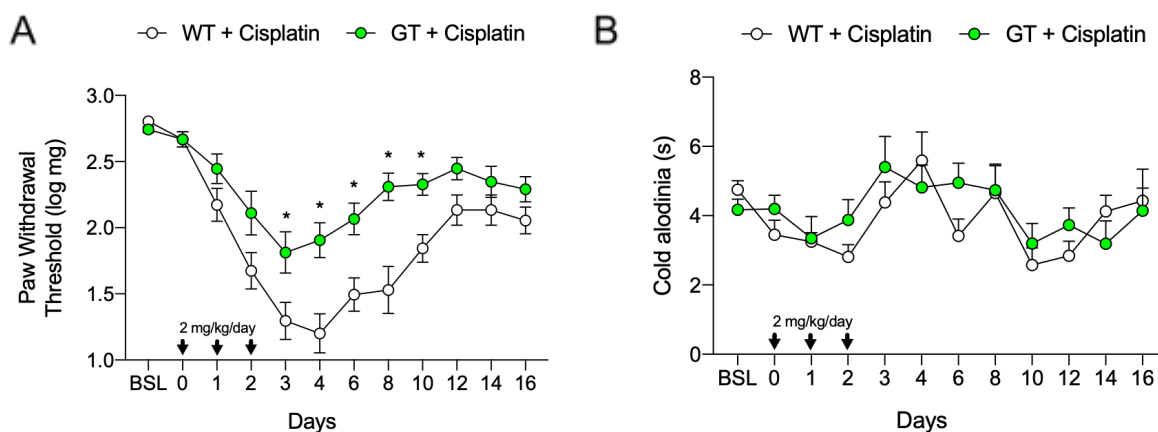 A
WT + Cisplatin
GT + Cisplatin
Paw Withdrawal
Threshold (log mg)
3.0
2.5
2.0
1.5
1.0
2 mg/kg/day
* * * * *
BSL 0 1 2 3 4 6 8 10 12 14 16
Days
B
WT + Cisplatin
GT + Cisplatin
Cold alodinia (s)
8
6
4
2
0
2 mg/kg/day
BSL 0 1 2 3 4 6 8 10 12 14 16
Days